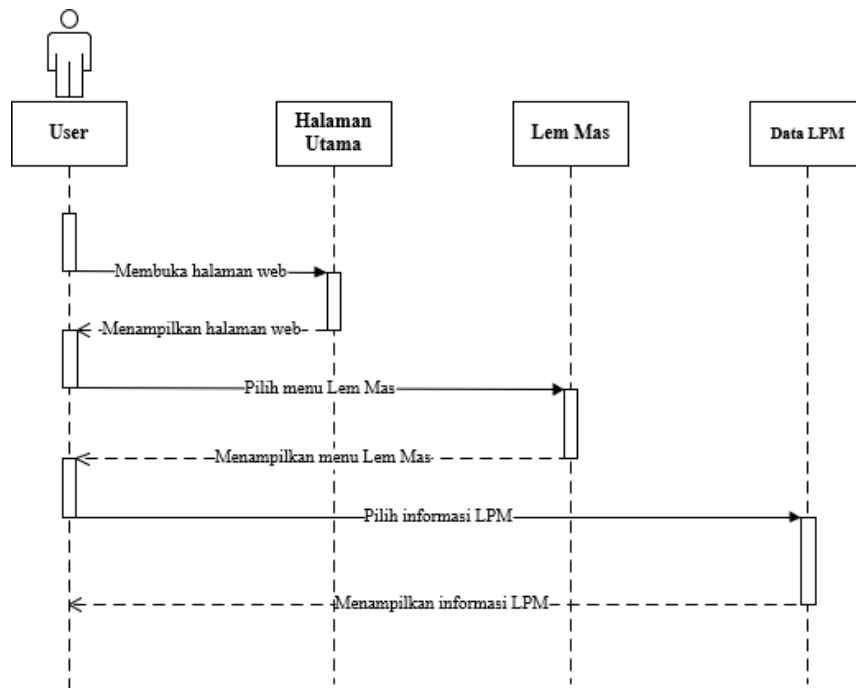 User
Halaman
Utama
Lem Mas
Data LPM
Membuka halaman web
Menampilkan halaman web
Pilih menu Lem Mas
Menampilkan menu Lem Mas
Pilih informasi LPM
Menampilkan informasi LPM